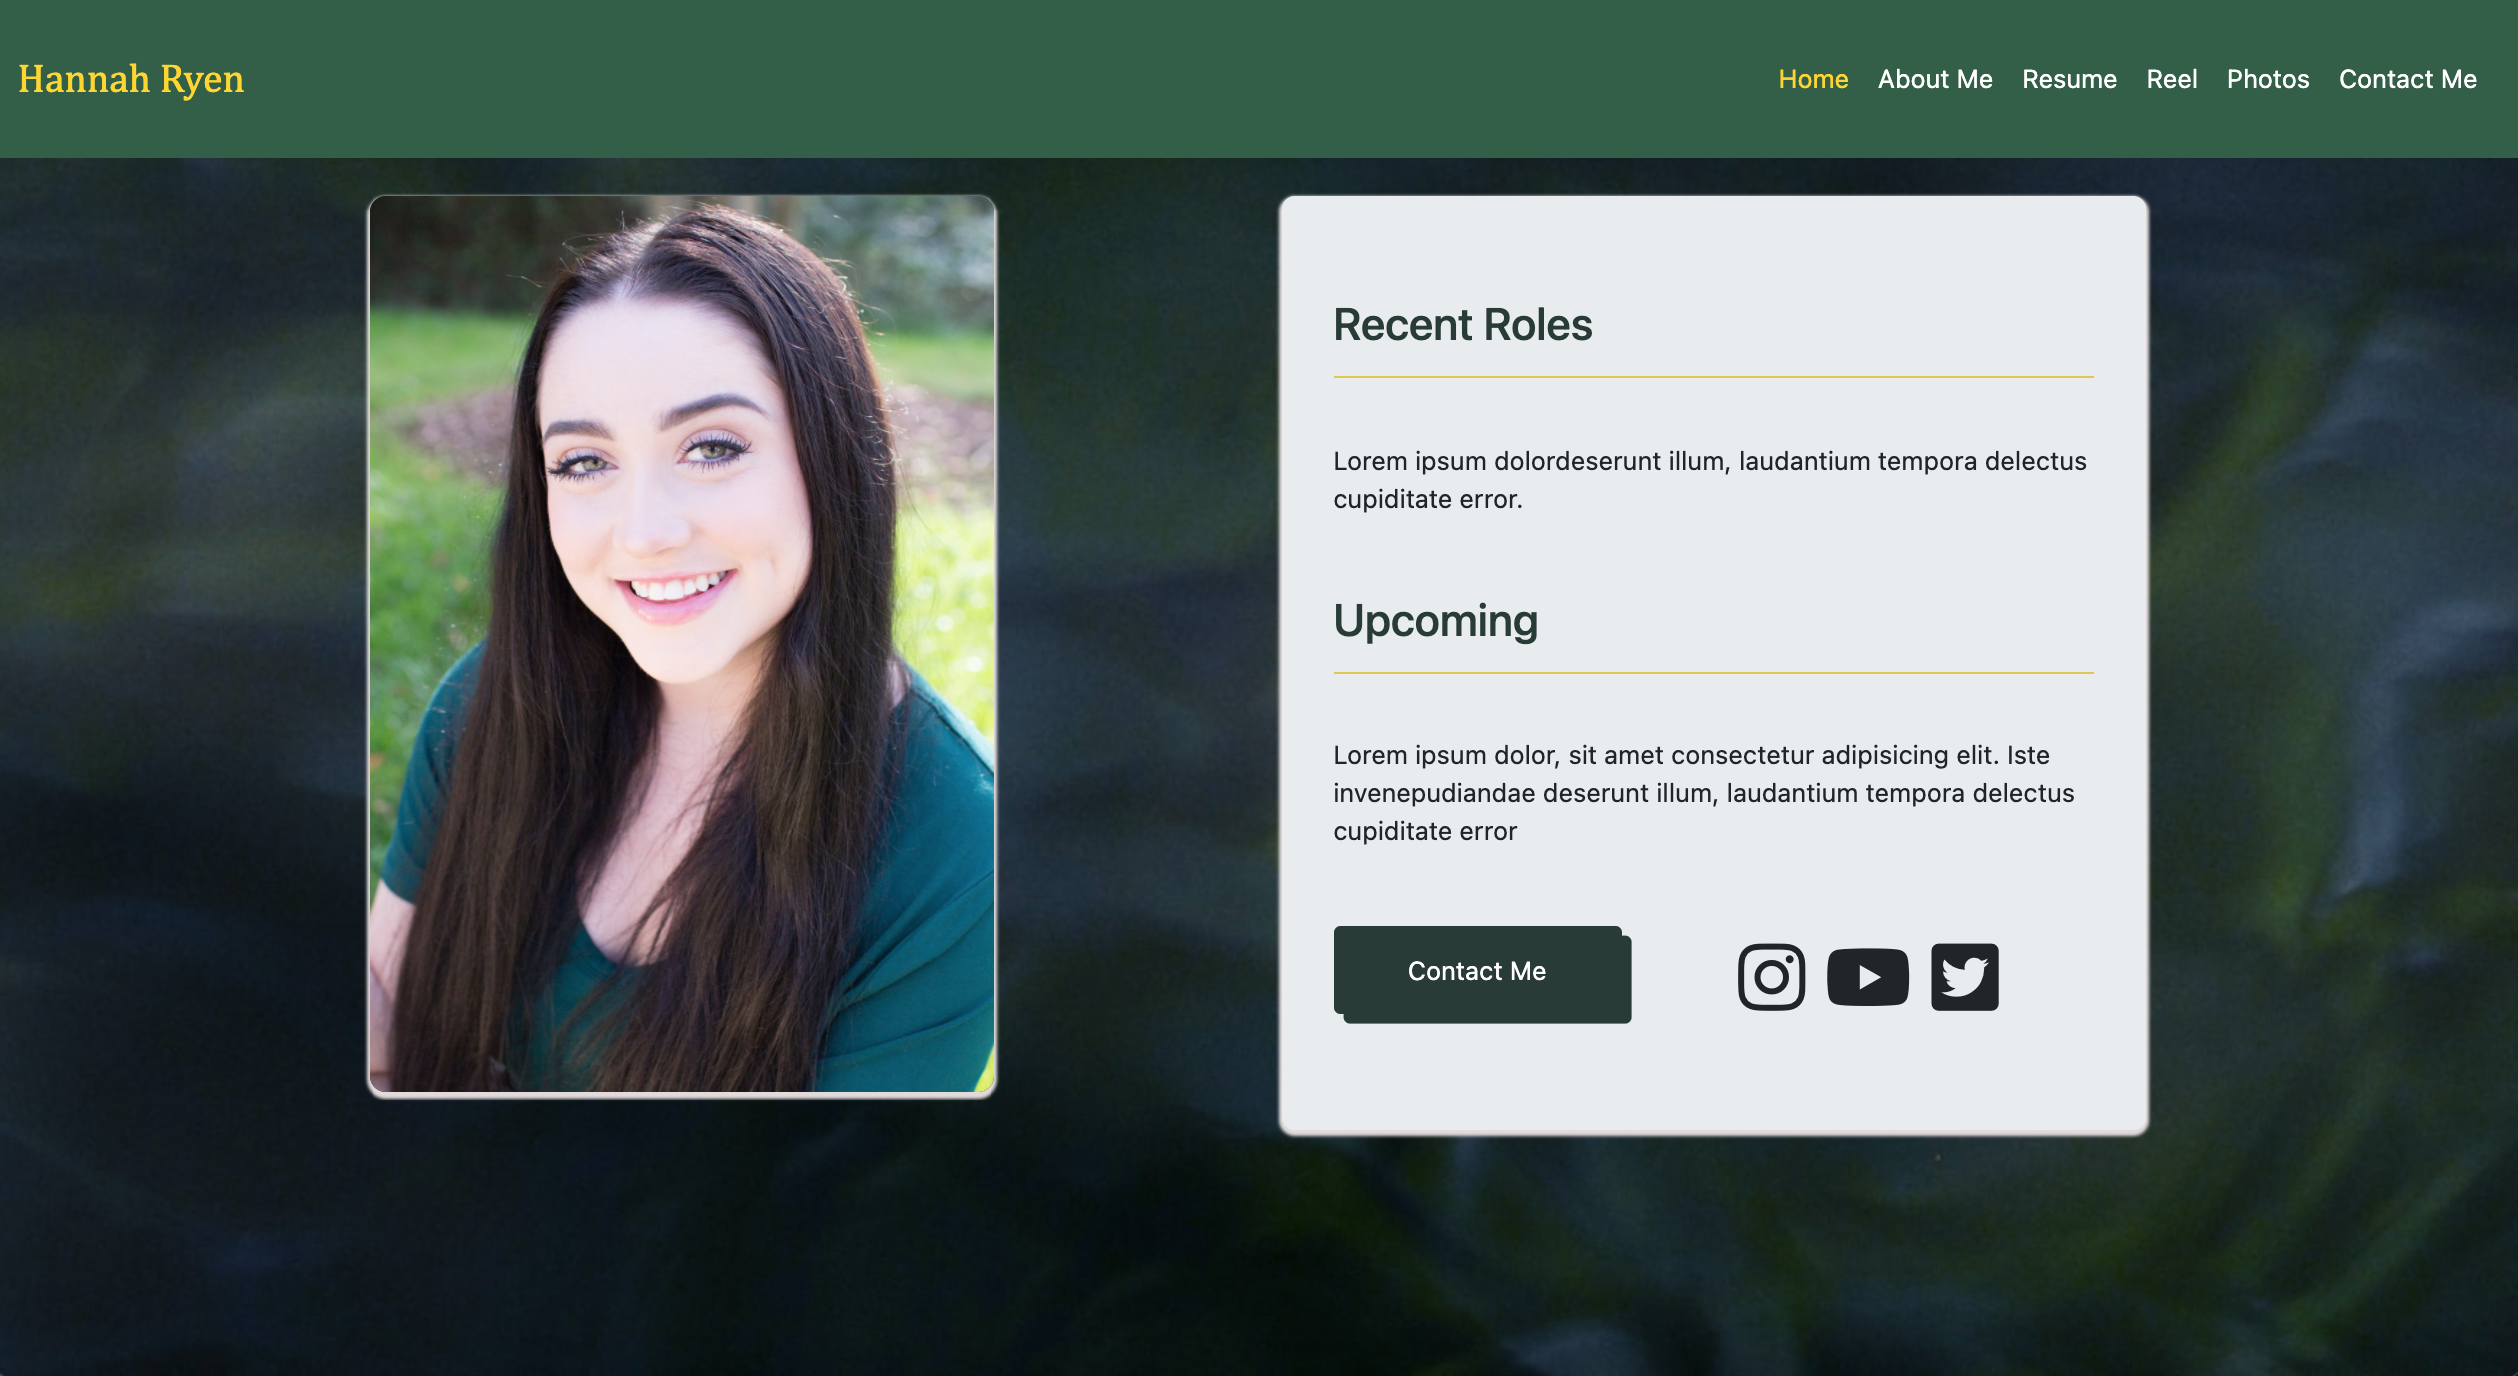 Hannah Ryen
Home About Me Resume Reel Photos Contact Me
Recent Roles
Lorem ipsum dolordeserunt illum, laudantium tempora delectus
cupiditate error.
Upcoming
Lorem ipsum dolor, sit amet consectetur adipisicing elit. Iste
invenepudiandae deserunt illum, laudantium tempora delectus
cupiditate error
Contact Me